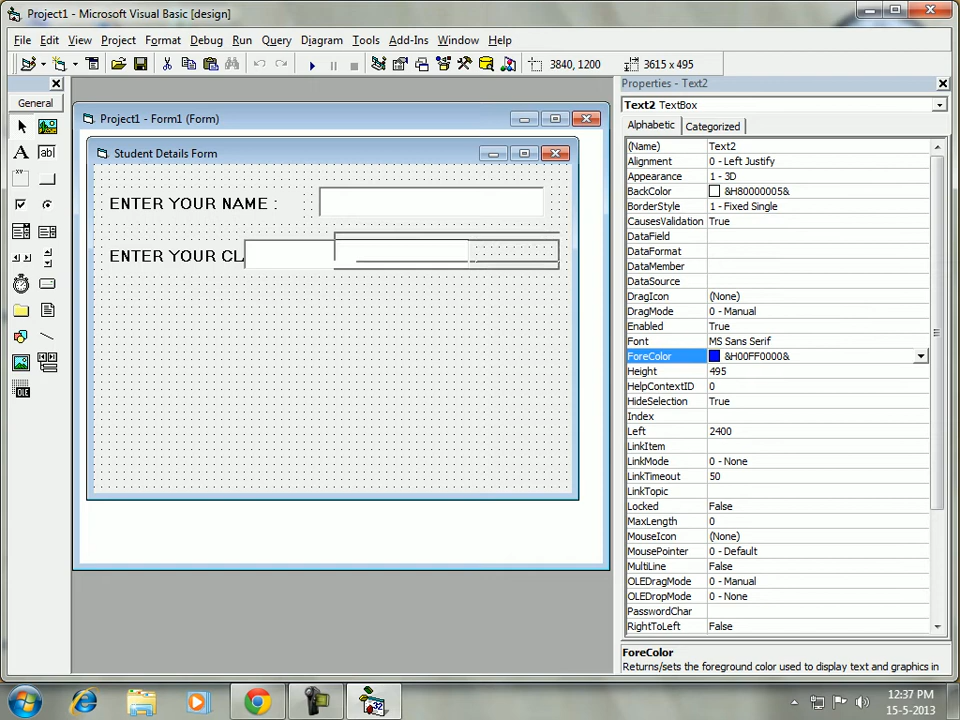 Project1 - Microsoft Visual Basic [design]
File Edit View Project Format Debug Run Query Diagram Tools Add-Ins Window Help
3840, 1200 3615 x 495
General
A ab|
xy
OLE
Project1 - Form1 (Form)
Student Details Form
ENTER YOUR NAME :
ENTER YOUR CL
Properties - Text2
Text2 TextBox
Alphabetic Categorized
(Name) Text2
Alignment 0 - Left Justify
Appearance 1 - 3D
BackColor &H80000005&
BorderStyle 1 - Fixed Single
CausesValidation True
DataField
DataFormat
DataMember
DataSource
DragIcon (None)
DragMode 0 - Manual
Enabled True
Font MS Sans Serif
ForeColor &H00FF0000&
Height 495
HelpContextID 0
HideSelection True
Index
Left 2400
LinkItem
LinkMode 0 - None
LinkTimeout 50
LinkTopic
Locked False
MaxLength 0
MouseIcon (None)
MousePointer 0 - Default
MultiLine False
OLEDragMode 0 - Manual
OLEDropMode 0 - None
PasswordChar
RightToLeft False
ForeColor
Returns/sets the foreground color used to display text and graphics in
32
12:37 PM
15-5-2013